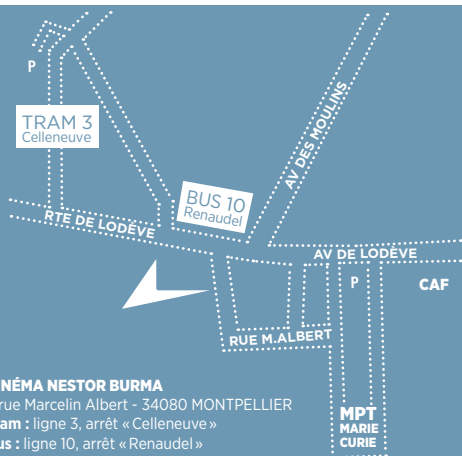 P
TRAM 3
Celleneuve
AV DES MOULINS
BUS 10
Renaudel
RTE DE LODÈVE
AV DE LODÈVE
P
CAF
RUE M.ALBERT
NÉMA NESTOR BURMA
rue Marcelin Albert - 34080 MONTPELLIER
am : ligne 3, arrêt « Celleneuve »
us : ligne 10, arrêt « Renaudel »
MPT
MARIE
CURIE